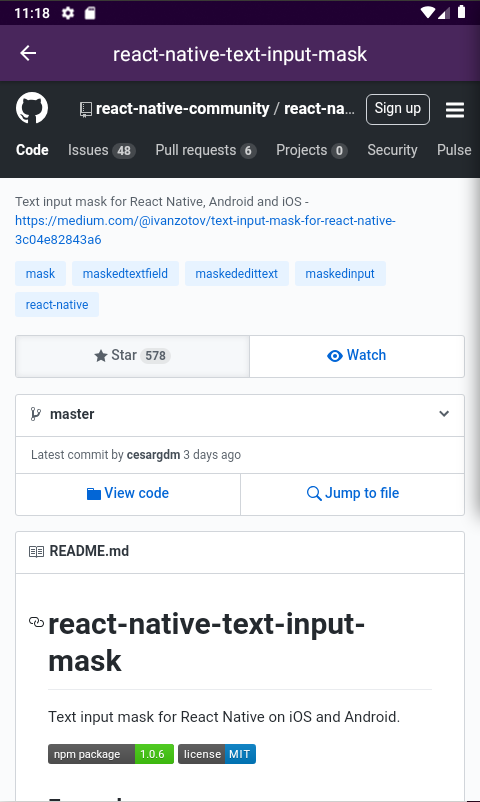 11:18
react-native-text-input-mask
react-native-community / react-na... Sign up
Code Issues 48 Pull requests 6 Projects 0 Security Pulse
Text input mask for React Native, Android and iOS -
https://medium.com/@ivanzotov/text-input-mask-for-react-native-
3c04e82843a6
mask maskedtextfield maskededittext maskedinput
react-native
Star 578 Watch
master
Latest commit by cesargdm 3 days ago
View code Jump to file
README.md
react-native-text-input-
mask
Text input mask for React Native on iOS and Android.
npm package 1.0.6 license MIT